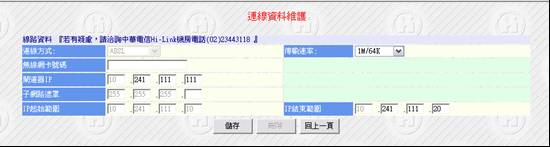 連線資料維護
線路資料 『若有疑慮，請洽詢中華電信Hi-Link機房電話(02)23443118 』
連線方式: ADSL 傳輸速率: 1M/64K
無線網卡號碼
閘道器IP 10 .241 .111 .111
子網路遮罩 255 .255 .255 .
IP起始範圍 10 .241 .111 .10 IP結束範圍 10 .241 .111 .20
儲存 刪除 回上一頁